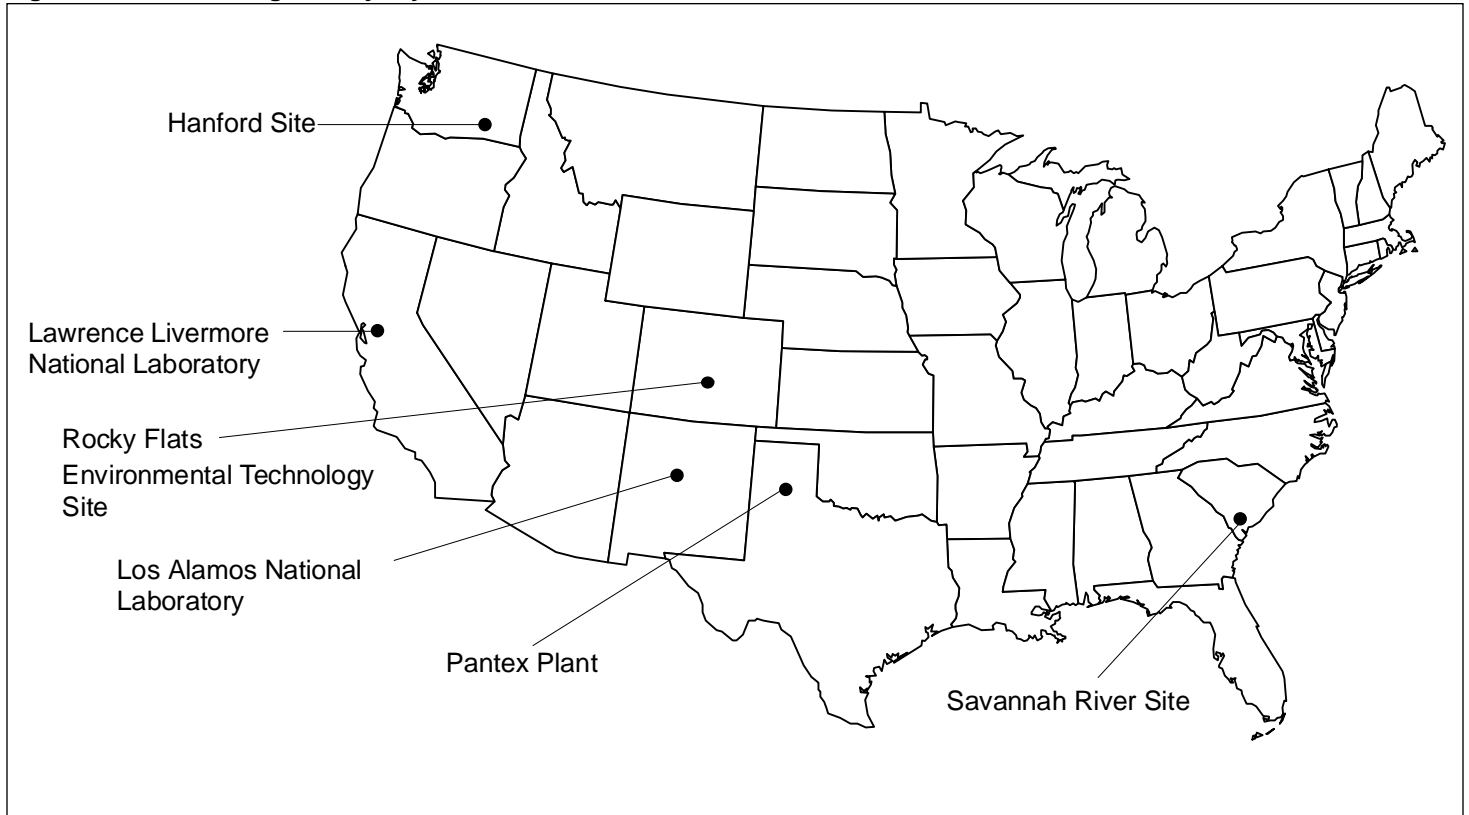 Hanford Site
Lawrence Livermore
National Laboratory
Rocky Flats
Environmental Technology
Site
Los Alamos National
Laboratory
Pantex Plant
Savannah River Site